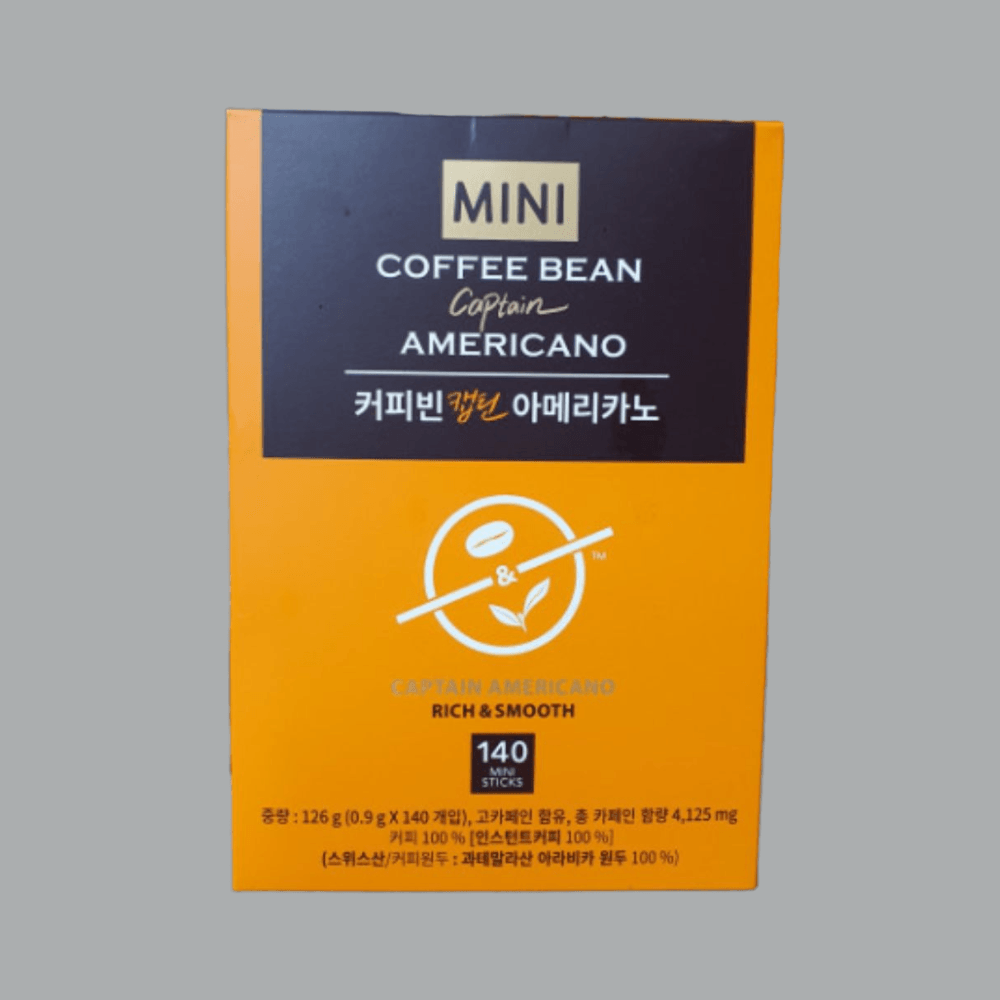 MINI
COFFEE BEAN
Captain
AMERICANO
커피빈 캡틴 아메리카노
&
TM
CAPTAIN AMERICANO
RICH & SMOOTH
140
MINI
STICKS
중량 : 126 g (0.9 g X 140 개입), 고카페인 함유, 총 카페인 함량 4,125 mg
커피 100 % [인스턴트커피 100 %]
(스위스산/커피원두 : 과테말라산 아라비카 원두 100 %)